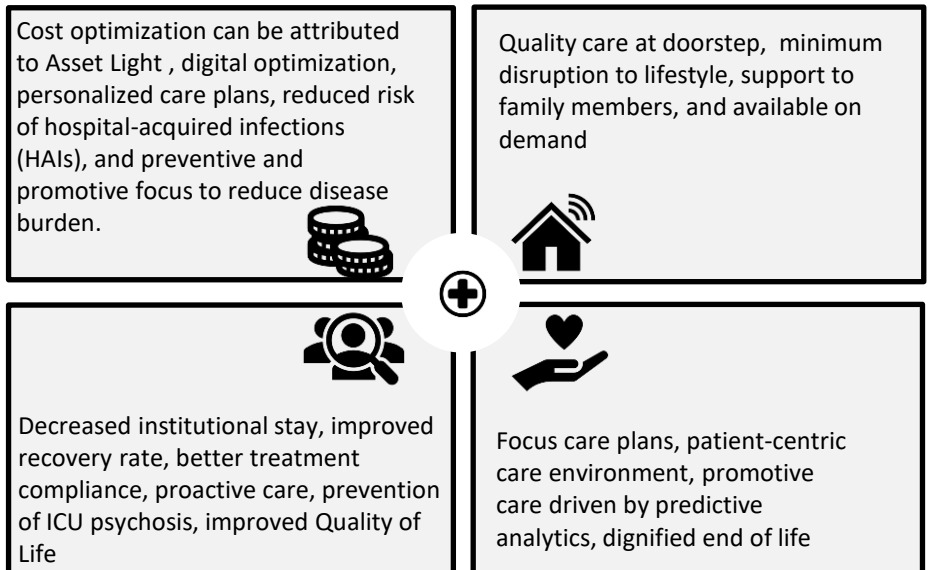 Cost optimization can be attributed
to Asset Light , digital optimization,
personalized care plans, reduced risk
of hospital-acquired infections
(HAIs), and preventive and
promotive focus to reduce disease
burden.
Quality care at doorstep,  minimum
disruption to lifestyle, support to
family members, and available on
demand
Decreased institutional stay, improved
recovery rate, better treatment
compliance, proactive care, prevention
of ICU psychosis, improved Quality of
Life
Focus care plans, patient-centric
care environment, promotive
care driven by predictive
analytics, dignified end of life